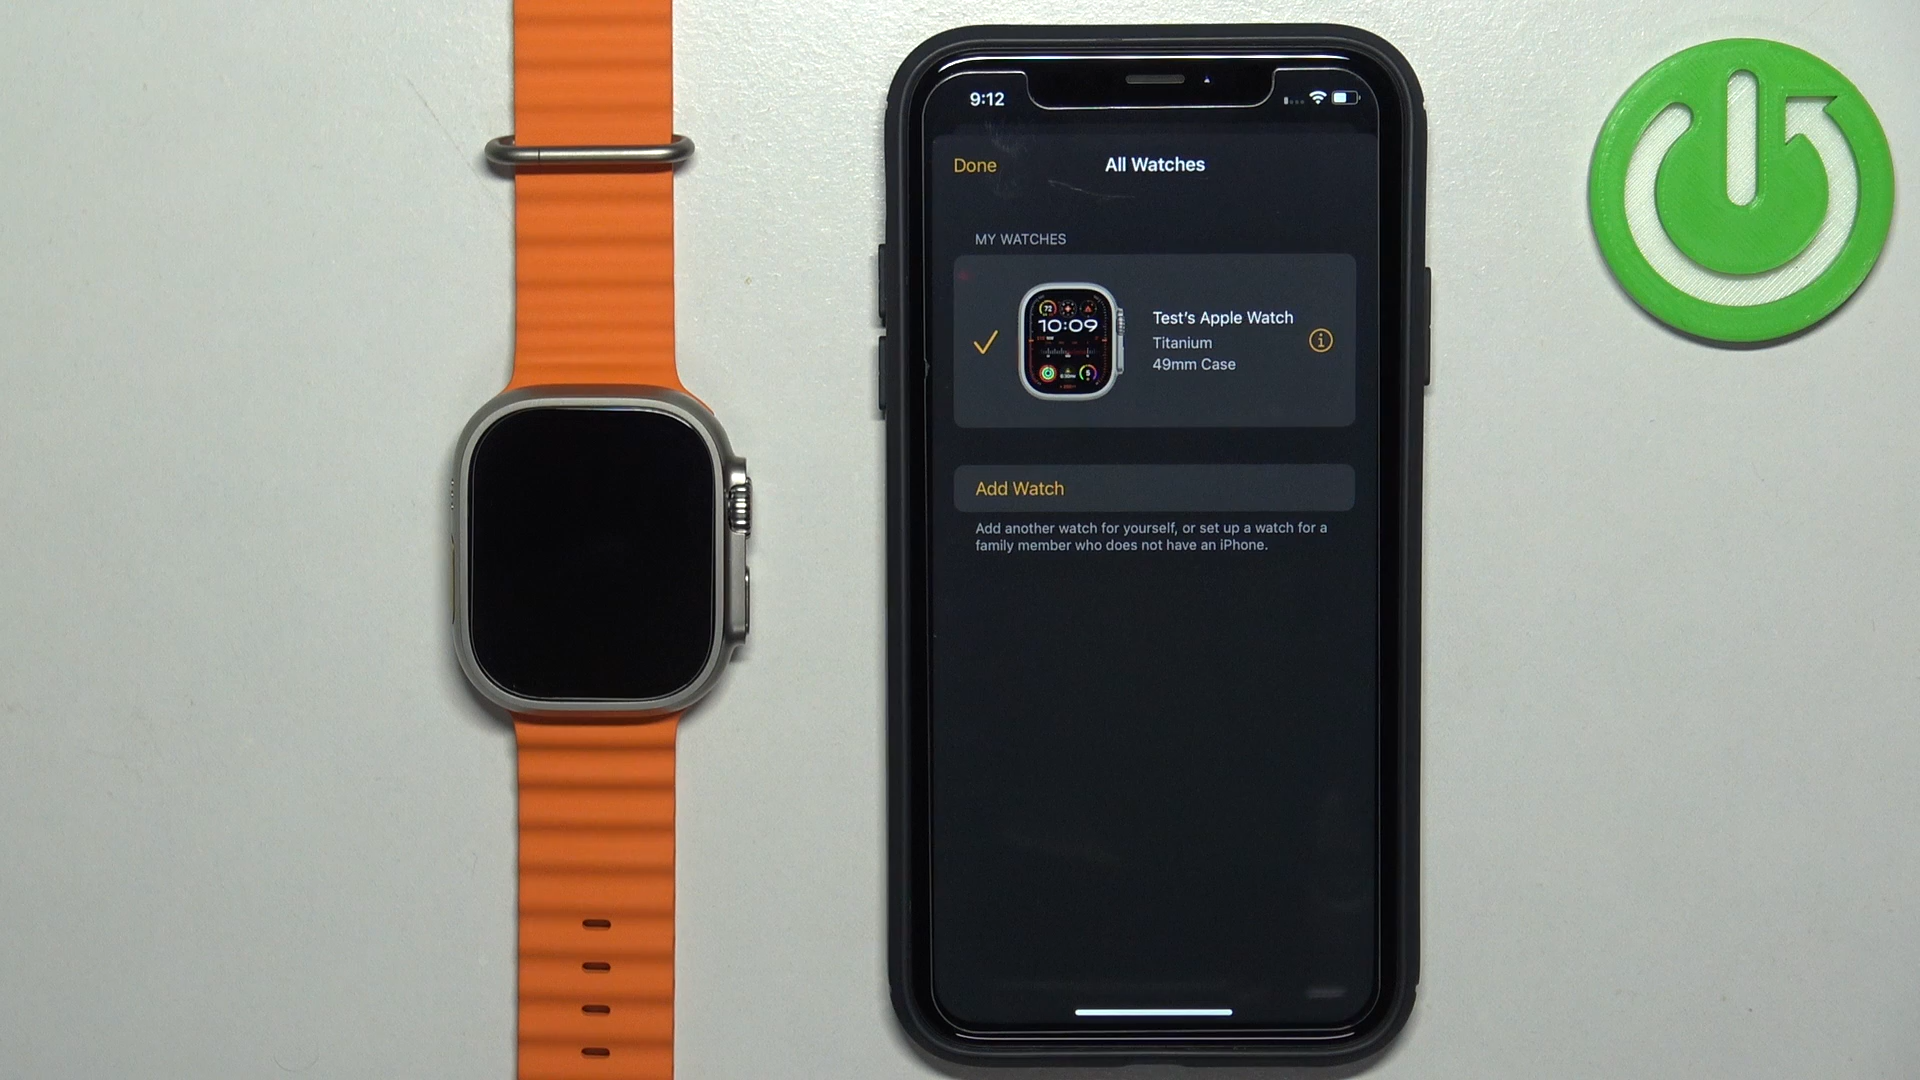 9:12
Done
All Watches
MY WATCHES
10:09
Test's Apple Watch
Titanium
49mm Case
Add Watch
Add another watch for yourself, or set up a watch for a
family member who does not have an iPhone.